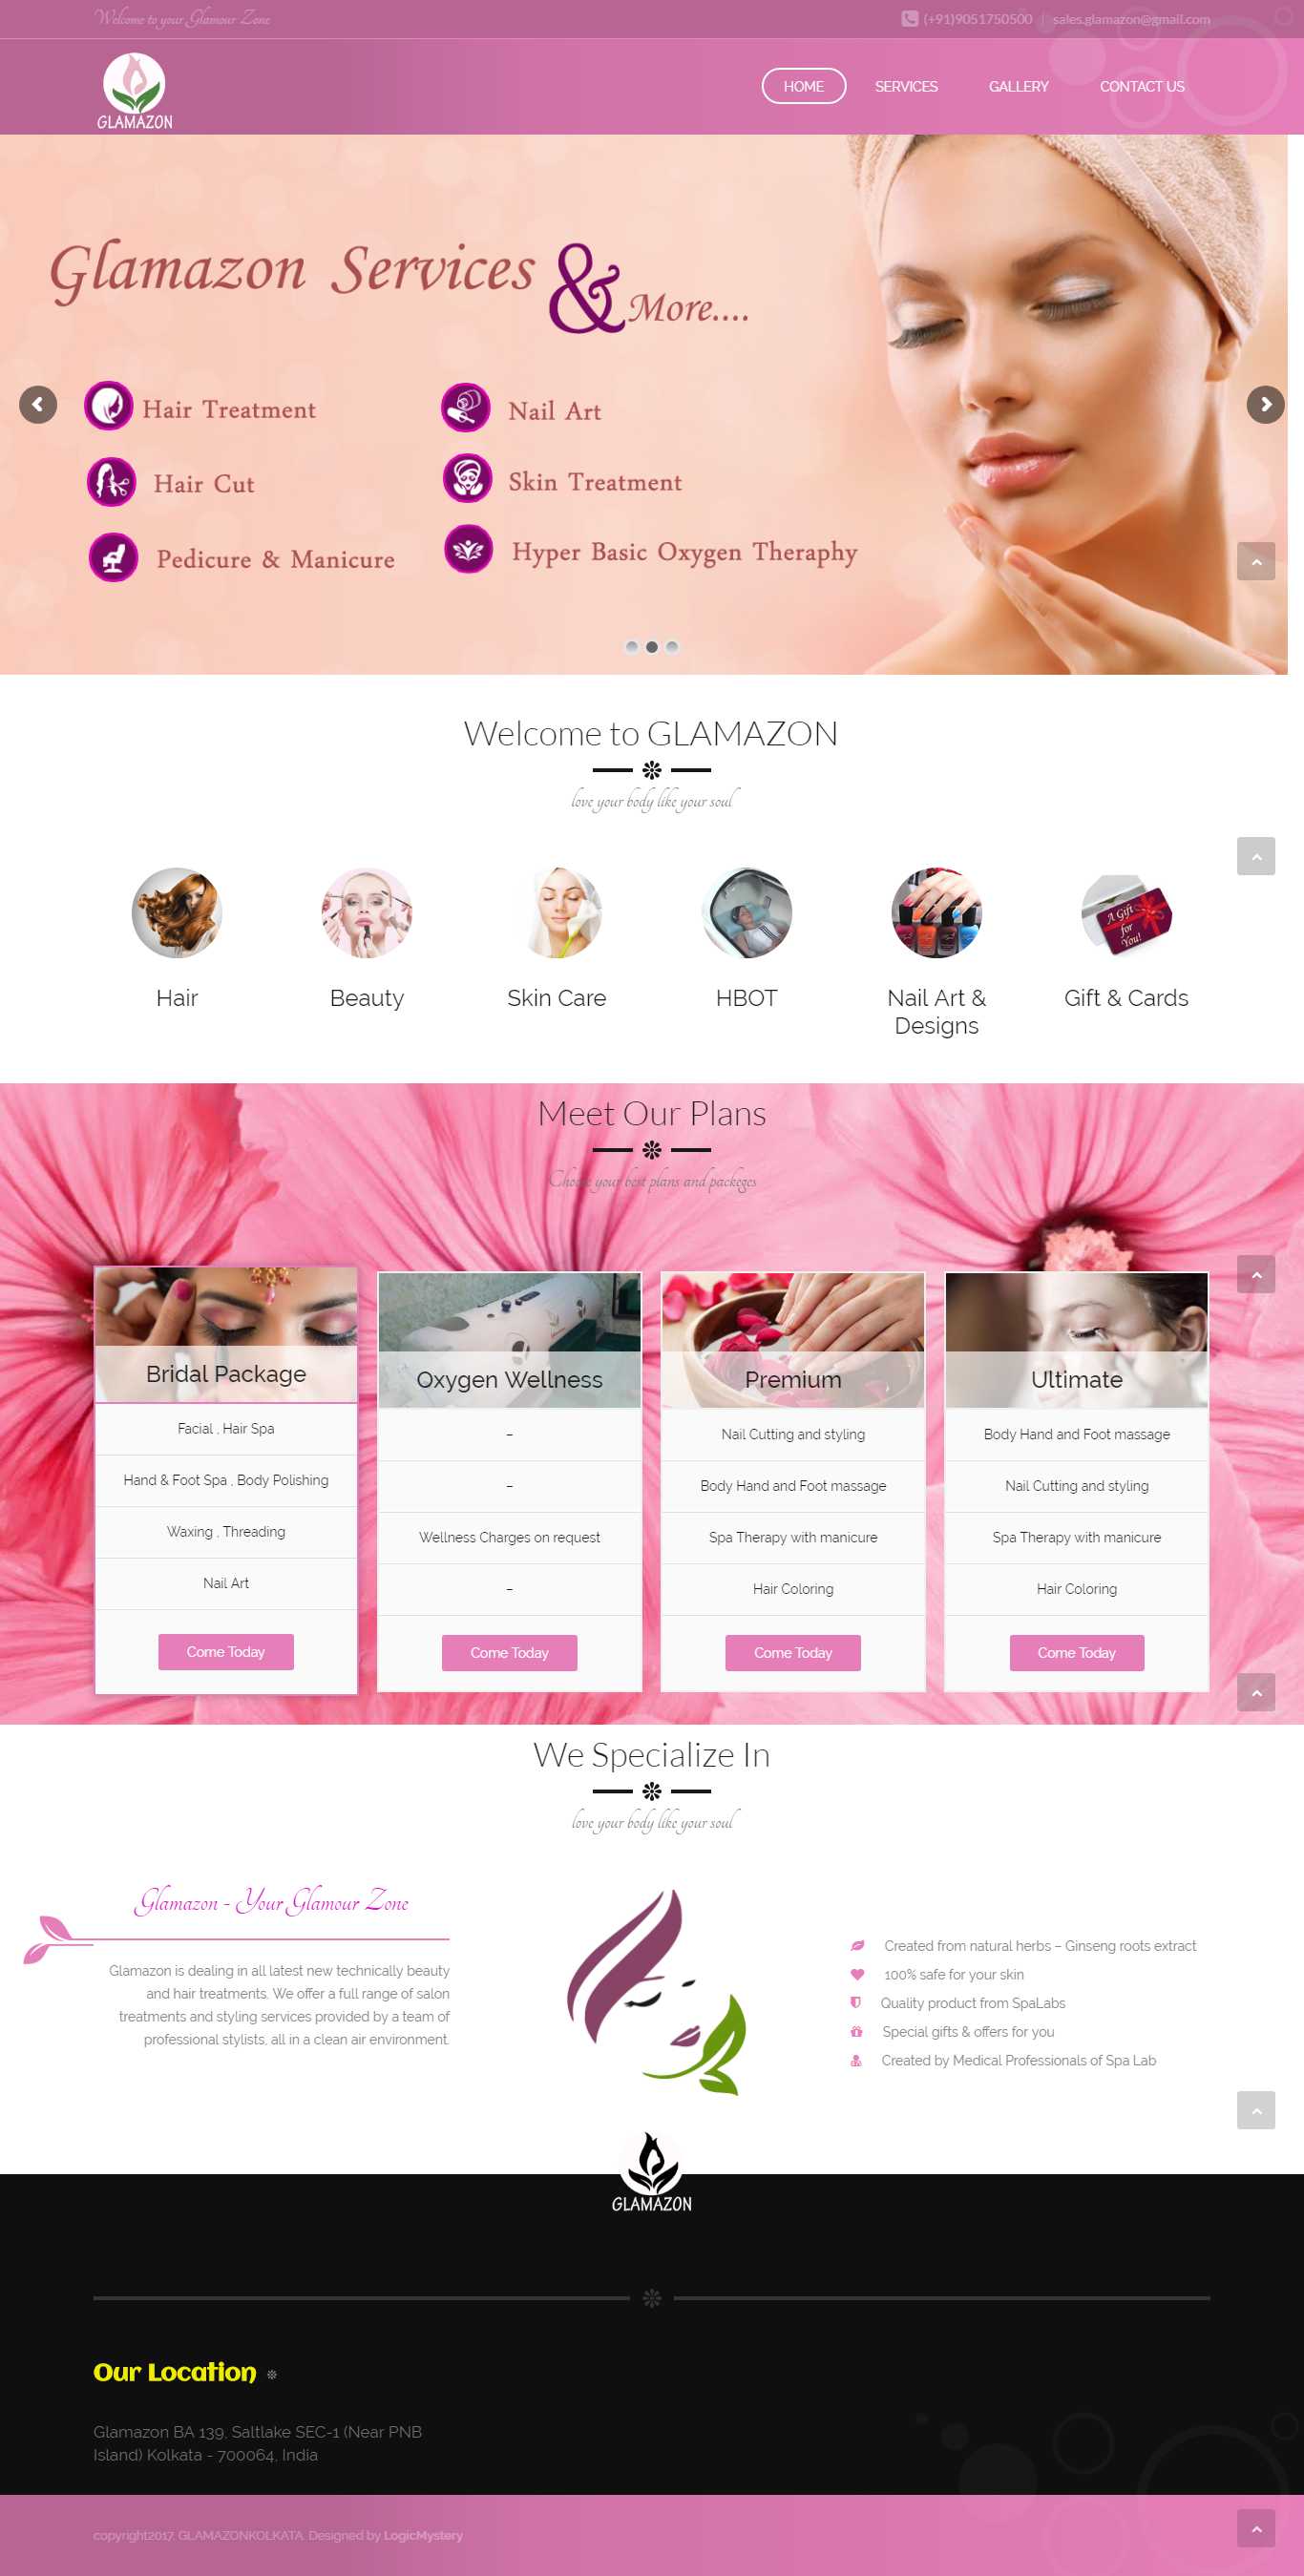 Welcome to your Glamour Zone
(+91)9051750500 | sales.glamazon@gmail.com
GLAMAZON
HOME
SERVICES
GALLERY
CONTACT US
Glamazon Services & More....
Hair Treatment
Nail Art
Hair Cut
Skin Treatment
Pedicure & Manicure
Hyper Basic Oxygen Theraphy
Welcome to GLAMAZON
love your body like your soul
A Gift
for
You!
Hair
Beauty
Skin Care
HBOT
Nail Art &
Designs
Gift & Cards
Meet Our Plans
Choose your best plans and packeges
Bridal Package
Facial , Hair Spa
Hand & Foot Spa , Body Polishing
Waxing , Threading
Nail Art
Come Today
Oxygen Wellness
–
–
Wellness Charges on request
–
Come Today
Premium
Nail Cutting and styling
Body Hand and Foot massage
Spa Therapy with manicure
Hair Coloring
Come Today
Ultimate
Body Hand and Foot massage
Nail Cutting and styling
Spa Therapy with manicure
Hair Coloring
Come Today
We Specialize In
love your body like your soul
Glamazon - Your Glamour Zone
Glamazon is dealing in all latest new technically beauty
and hair treatments. We offer a full range of salon
treatments and styling services provided by a team of
professional stylists, all in a clean air environment.
Created from natural herbs – Ginseng roots extract
100% safe for your skin
Quality product from SpaLabs
Special gifts & offers for you
Created by Medical Professionals of Spa Lab
GLAMAZON
Our Location
Glamazon BA 139, Saltlake SEC-1 (Near PNB
Island) Kolkata - 700064, India
copyright2017. GLAMAZONKOLKATA. Designed by LogicMystery